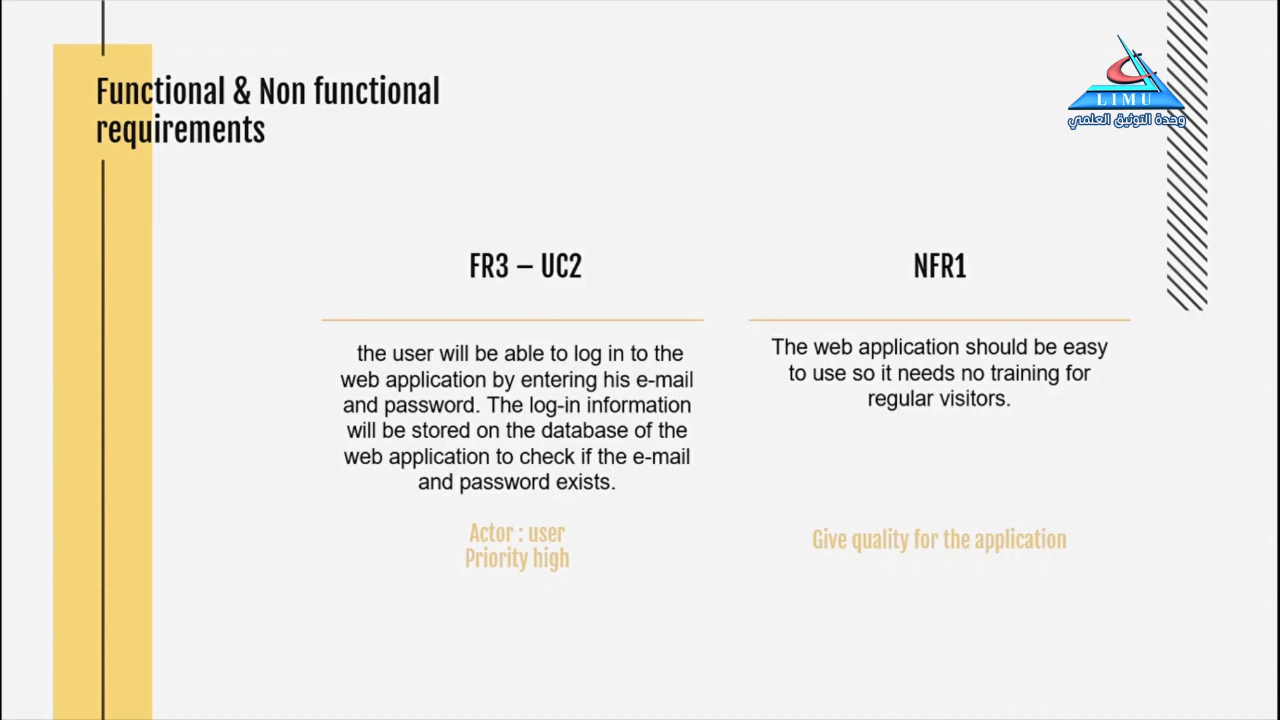 Functional & Non functional
requirements
LIMU
وحدة التوثيق العلمي
FR3 – UC2
the user will be able to log in to the
web application by entering his e-mail
and password. The log-in information
will be stored on the database of the
web application to check if the e-mail
and password exists.
Actor : user
Priority high
NFR1
The web application should be easy
to use so it needs no training for
regular visitors.
Give quality for the application